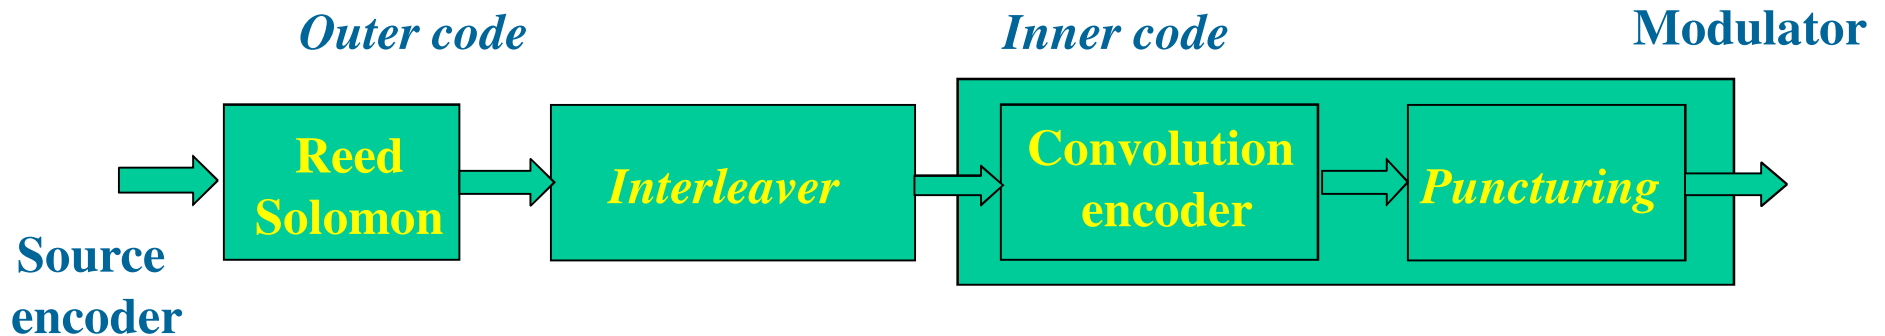 Outer code
Inner code
Modulator
Reed
Solomon
Interleaver
Convolution
encoder
Puncturing
Source
encoder